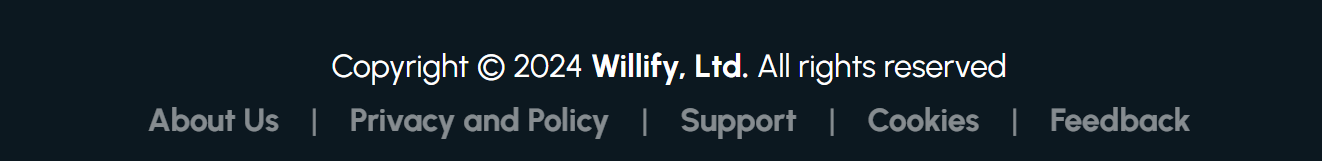 Copyright © 2024 Willify, Ltd. All rights reserved
About Us | Privacy and Policy | Support | Cookies | Feedback